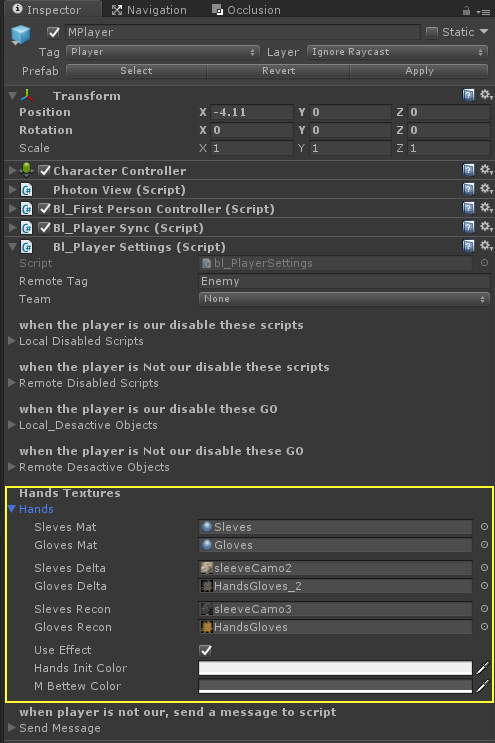 Inspector Navigation Occlusion
MPlayer Static
Tag Player Layer Ignore Raycast
Prefab Select Revert Apply
Transform
Position X -4.11 Y 0 Z 0
Rotation X 0 Y 0 Z 0
Scale X 1 Y 1 Z 1
Character Controller
Photon View (Script)
Bl_First Person Controller (Script)
Bl_Player Sync (Script)
Bl_Player Settings (Script)
Script bl_PlayerSettings
Remote Tag Enemy
Team None
when the player is our disable these scripts
Local Disabled Scripts
when the player is Not our disable these scripts
Remote Disabled Scripts
when the player is our disable these GO
Local_Desactive Objects
when the player is Not our disable these GO
Remote Desactive Objects
Hands Textures
Hands
Sleves Mat Sleves
Gloves Mat Gloves
Sleves Delta sleeveCamo2
Gloves Delta HandsGloves_2
Sleves Recon sleeveCamo3
Gloves Recon HandsGloves
Use Effect
Hands Init Color
M Bettew Color
when player is not our, send a message to script
Send Message